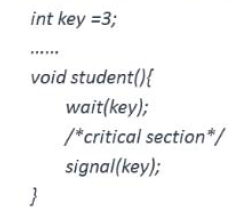 int key =3;
......
void student(){
wait(key);
/*critical section*/
signal(key);
}